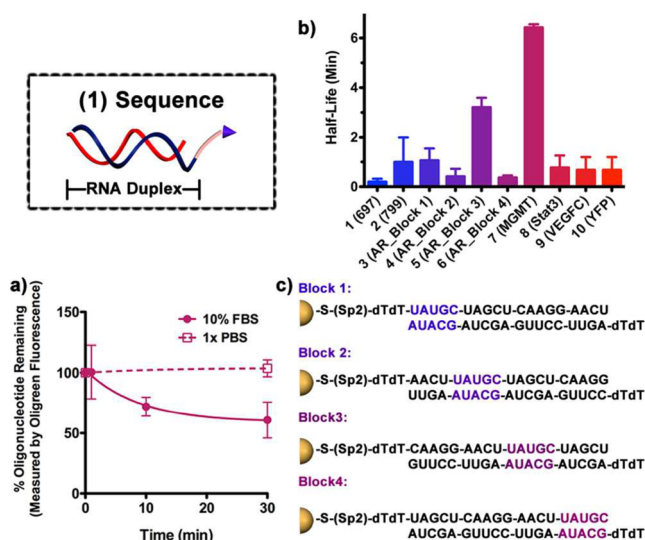 (1) Sequence
RNA Duplex
b)
Half-Life (Min)
6
4
2
0
1 (697)
2 (799)
3 (AR_Block 1)
4 (AR_Block 2)
5 (AR_Block 3)
6 (AR_Block 4)
7 (MGMT)
8 (Stat3)
9 (VEGFC)
10 (YFP)
a)
% Oligonucleotide Remaining
(Measured by Oligreen Fluorescence)
150
100
50
0
10% FBS
1x PBS
0
10
20
30
Time (min)
c)
Block 1:
-S-(Sp2)-dTdT-UAUGC-UAGCU-CAAGG-AACU
AUACG-AUCGA-GUUCC-UUGA-dTdT
Block 2:
-S-(Sp2)-dTdT-AACU-UAUGC-UAGCU-CAAGG
UUGA-AUACG-AUCGA-GUUCC-dTdT
Block3:
-S-(Sp2)-dTdT-CAAGG-AACU-UAUGC-UAGCU
GUUCC-UUGA-AUACG-AUCGA-dTdT
Block4:
-S-(Sp2)-dTdT-UAGCU-CAAGG-AACU-UAUGC
AUCGA-GUUCC-UUGA-AUACG-dTdT